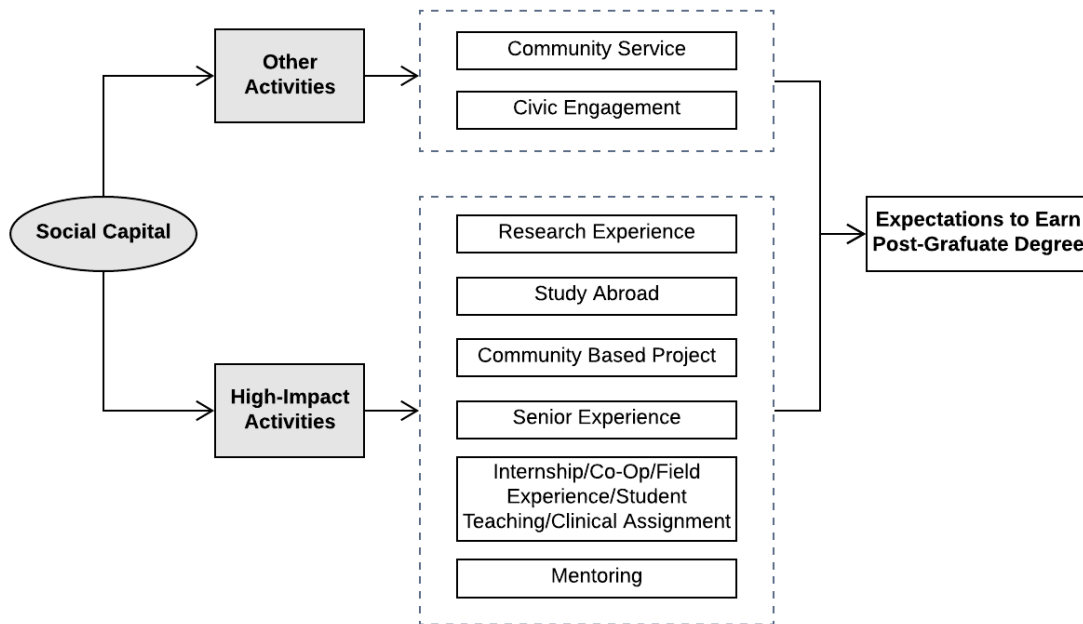 Other
Activities
Community Service
Civic Engagement
Social Capital
High-Impact
Activities
Research Experience
Study Abroad
Community Based Project
Senior Experience
Internship/Co-Op/Field
Experience/Student
Teaching/Clinical Assignment
Mentoring
Expectations to Earn
Post-Grafuate Degree